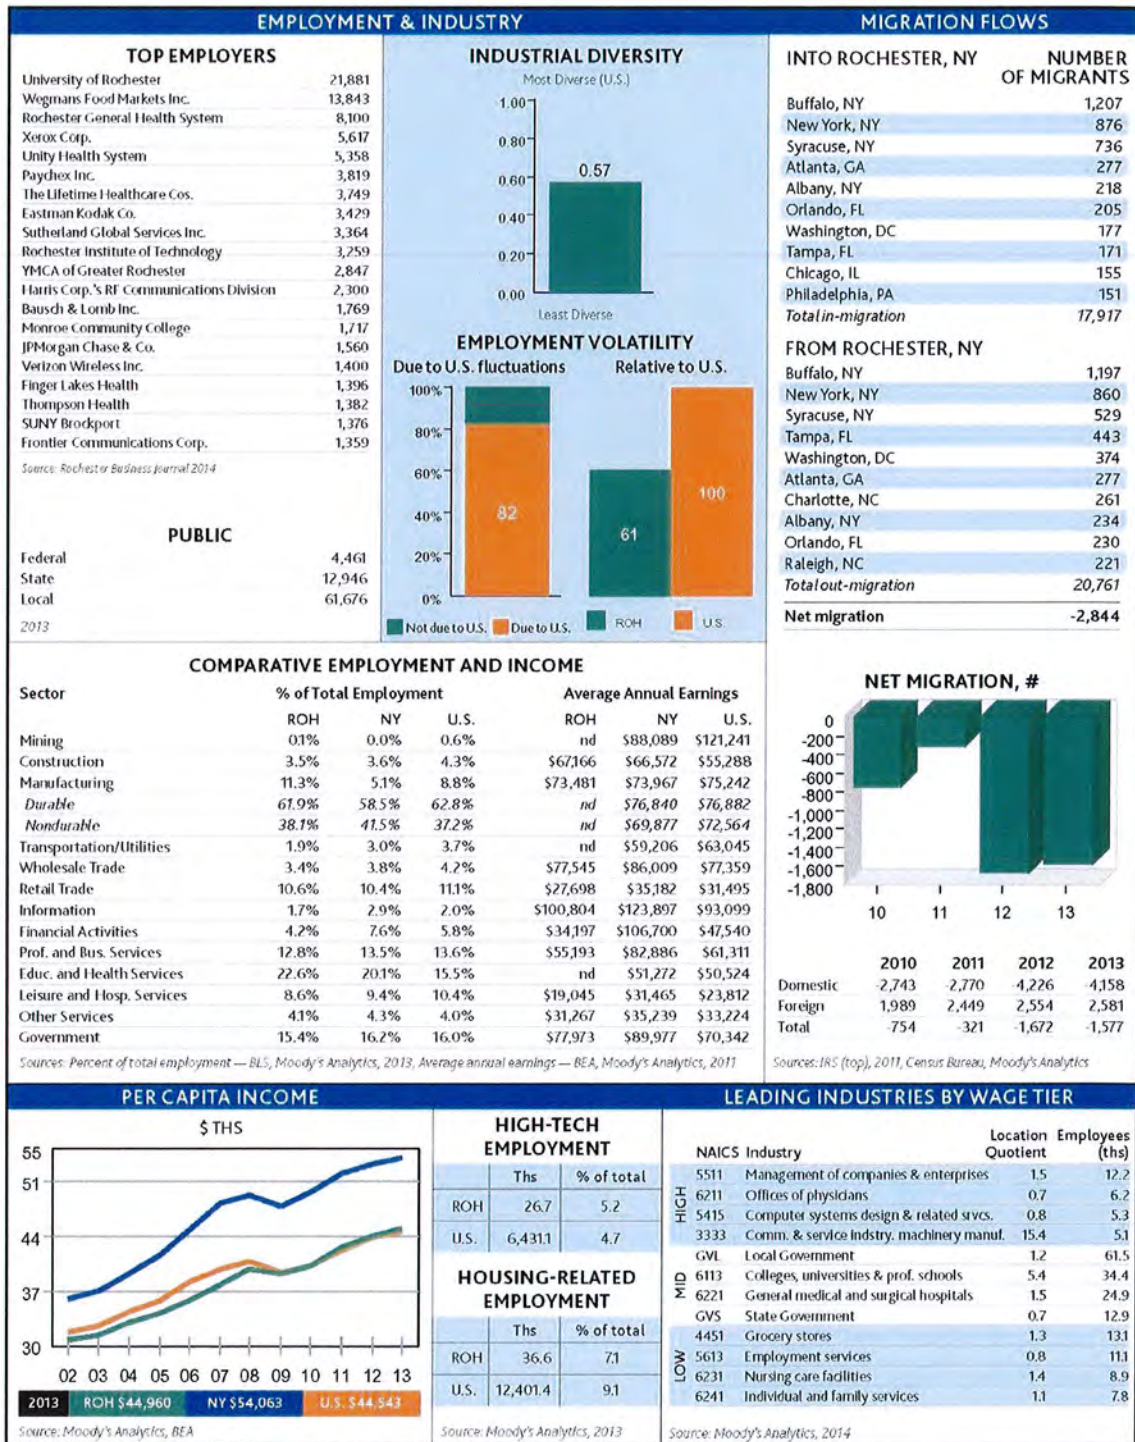 EMPLOYMENT & INDUSTRY
TOP EMPLOYERS
University of Rochester 21,881
Wegmans Food Markets Inc. 13,843
Rochester General Health System 8,100
Xerox Corp. 5,617
Unity Health System 5,358
Paychex Inc. 3,819
The Lifetime Healthcare Cos. 3,749
Eastman Kodak Co. 3,429
Sutherland Global Services Inc. 3,364
Rochester Institute of Technology 3,259
YMCA of Greater Rochester 2,847
Harris Corp.'s RF Communications Division 2,300
Bausch & Lomb Inc. 1,769
Monroe Community College 1,717
JPMorgan Chase & Co. 1,560
Verizon Wireless Inc. 1,400
Finger Lakes Health 1,396
Thompson Health 1,382
SUNY Brockport 1,376
Frontier Communications Corp. 1,359
Source: Rochester Business Journal 2014
PUBLIC
Federal 4,461
State 12,946
Local 61,676
2013
INDUSTRIAL DIVERSITY
Most Diverse (U.S.)
1.00
0.80
0.57
0.60
0.40
0.20
0.00
Least Diverse
EMPLOYMENT VOLATILITY
Due to U.S. fluctuations Relative to U.S.
100%
80%
60%
40%
20%
0%
82
61
100
Not due to U.S. Due to U.S. ROH U.S.
MIGRATION FLOWS
INTO ROCHESTER, NY NUMBER
OF MIGRANTS
Buffalo, NY 1,207
New York, NY 876
Syracuse, NY 736
Atlanta, GA 277
Albany, NY 218
Orlando, FL 205
Washington, DC 177
Tampa, FL 171
Chicago, IL 155
Philadelphia, PA 151
Total in-migration 17,917
FROM ROCHESTER, NY
Buffalo, NY 1,197
New York, NY 860
Syracuse, NY 529
Tampa, FL 443
Washington, DC 374
Atlanta, GA 277
Charlotte, NC 261
Albany, NY 234
Orlando, FL 230
Raleigh, NC 221
Total out-migration 20,761
Net migration -2,844
COMPARATIVE EMPLOYMENT AND INCOME
Sector % of Total Employment Average Annual Earnings
ROH NY U.S. ROH NY U.S.
Mining 0.1% 0.0% 0.6% nd $88,089 $121,241
Construction 3.5% 3.6% 4.3% $67,166 $66,572 $55,288
Manufacturing 11.3% 5.1% 8.8% $73,481 $73,967 $75,242
Durable 61.9% 58.5% 62.8% nd $76,840 $76,882
Nondurable 38.1% 41.5% 37.2% nd $69,877 $72,564
Transportation/Utilities 1.9% 3.0% 3.7% nd $59,206 $63,045
Wholesale Trade 3.4% 3.8% 4.2% $77,545 $86,009 $77,359
Retail Trade 10.6% 10.4% 11.1% $27,698 $35,182 $31,495
Information 1.7% 2.9% 2.0% $100,804 $123,897 $93,099
Financial Activities 4.2% 7.6% 5.8% $34,197 $106,700 $47,540
Prof. and Bus. Services 12.8% 13.5% 13.6% $55,193 $82,886 $61,311
Educ. and Health Services 22.6% 20.1% 15.5% nd $51,272 $50,524
Leisure and Hosp. Services 8.6% 9.4% 10.4% $19,045 $31,465 $23,812
Other Services 4.1% 4.3% 4.0% $31,267 $35,239 $33,224
Government 15.4% 16.2% 16.0% $77,973 $89,977 $70,342
Sources: Percent of total employment — BLS, Moody's Analytics, 2013, Average annual earnings — BEA, Moody's Analytics, 2011
NET MIGRATION, #
0
-200
-400
-600
-800
-1,000
-1,200
-1,400
-1,600
-1,800
10 11 12 13
2010 2011 2012 2013
Domestic -2,743 -2,770 -4,226 -4,158
Foreign 1,989 2,449 2,554 2,581
Total -754 -321 -1,672 -1,577
Sources: IRS (top), 2011, Census Bureau, Moody's Analytics
PER CAPITA INCOME
$ THS
55
51
44
37
30
02 03 04 05 06 07 08 09 10 11 12 13
2013 ROH $44,960 NY $54,063 U.S. $44,543
Source: Moody's Analytics, BEA
HIGH-TECH
EMPLOYMENT
Ths % of total
ROH 26.7 5.2
U.S. 6,431.1 4.7
HOUSING-RELATED
EMPLOYMENT
Ths % of total
ROH 36.6 7.1
U.S. 12,401.4 9.1
Source: Moody's Analytics, 2013
LEADING INDUSTRIES BY WAGE TIER
Location Employees
NAICS Industry Quotient (ths)
HIGH
5511 Management of companies & enterprises 1.5 12.2
6211 Offices of physicians 0.7 6.2
5415 Computer systems design & related srvcs. 0.8 5.3
3333 Comm. & service indstry. machinery manuf. 15.4 5.1
MID
GVL Local Government 1.2 61.5
6113 Colleges, universities & prof. schools 5.4 34.4
6221 General medical and surgical hospitals 1.5 24.9
GVS State Government 0.7 12.9
LOW
4451 Grocery stores 1.3 13.1
5613 Employment services 0.8 11.1
6231 Nursing care facilities 1.4 8.9
6241 Individual and family services 1.1 7.8
Source: Moody's Analytics, 2014